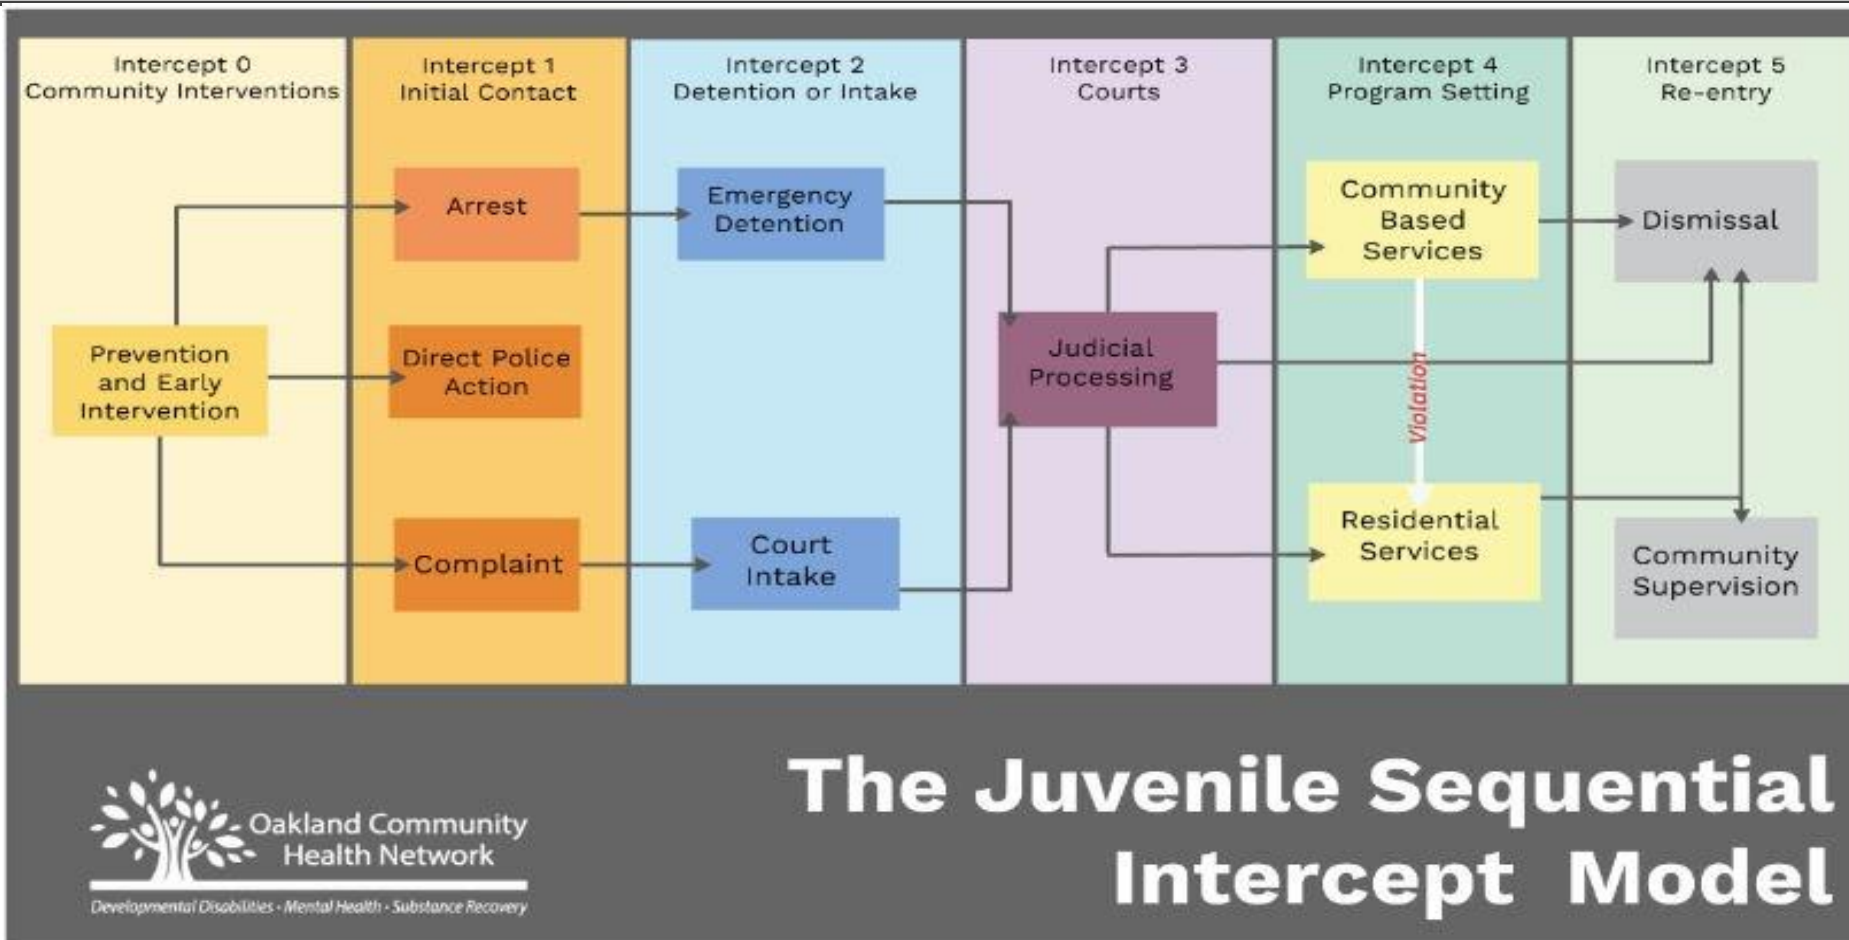 Intercept 0
Community Interventions
Intercept 1
Initial Contact
Intercept 2
Detention or Intake
Intercept 3
Courts
Intercept 4
Program Setting
Intercept 5
Re-entry
Prevention
and Early
Intervention
Arrest
Direct Police
Action
Complaint
Emergency
Detention
Court
Intake
Judicial
Processing
Community
Based
Services
Violation
Residential
Services
Dismissal
Community
Supervision
Oakland Community
Health Network
Developmental Disabilities • Mental Health • Substance Recovery
The Juvenile Sequential
Intercept Model